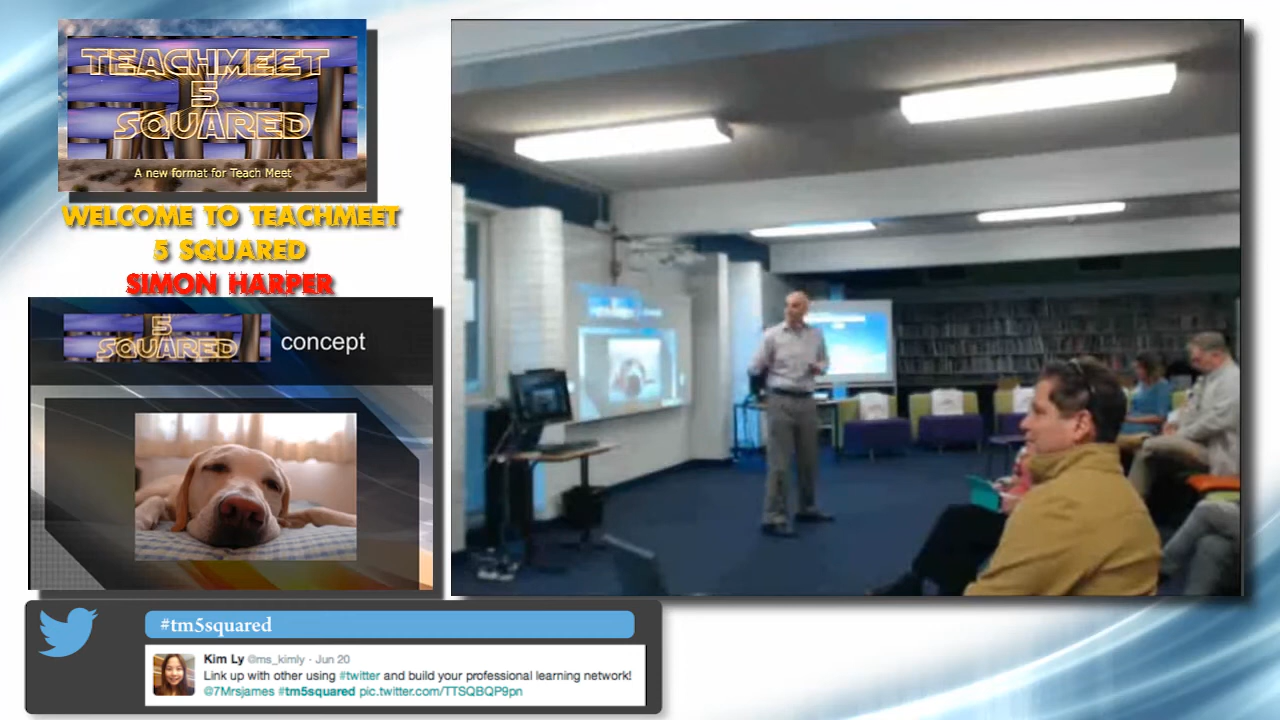 TEACHMEET
5
SQUARED
A new format for Teach Meet
WELCOME TO TEACHMEET
5 SQUARED
SIMON HARPER
5
SQUARED concept
#tm5squared
Kim Ly @ms_kimly · Jun 20
Link up with other using #twitter and build your professional learning network!
@7Mrsjames #tm5squared pic.twitter.com/TTSQBQP9pn